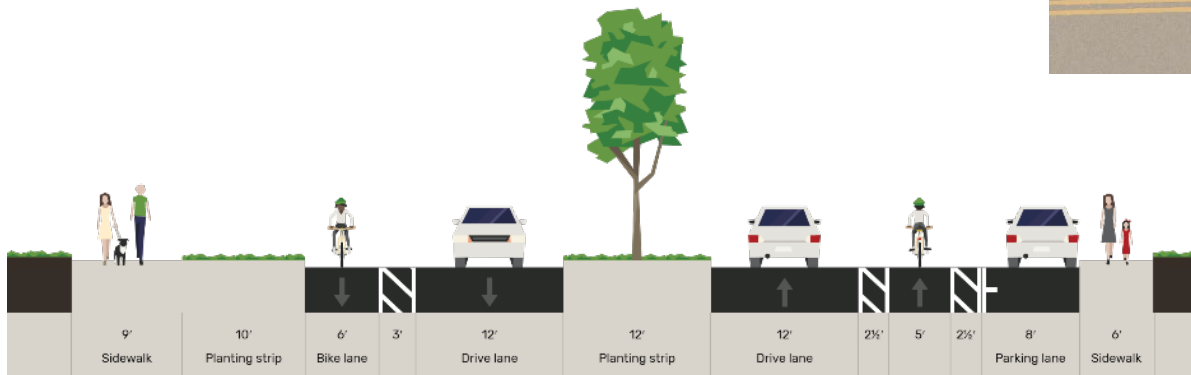 9′ 10′ 6′ 3′ 12′ 12′ 12′ 2½′ 5′ 2½′ 8′ 6′
Sidewalk Planting strip Bike lane Drive lane Planting strip Drive lane Parking lane Sidewalk